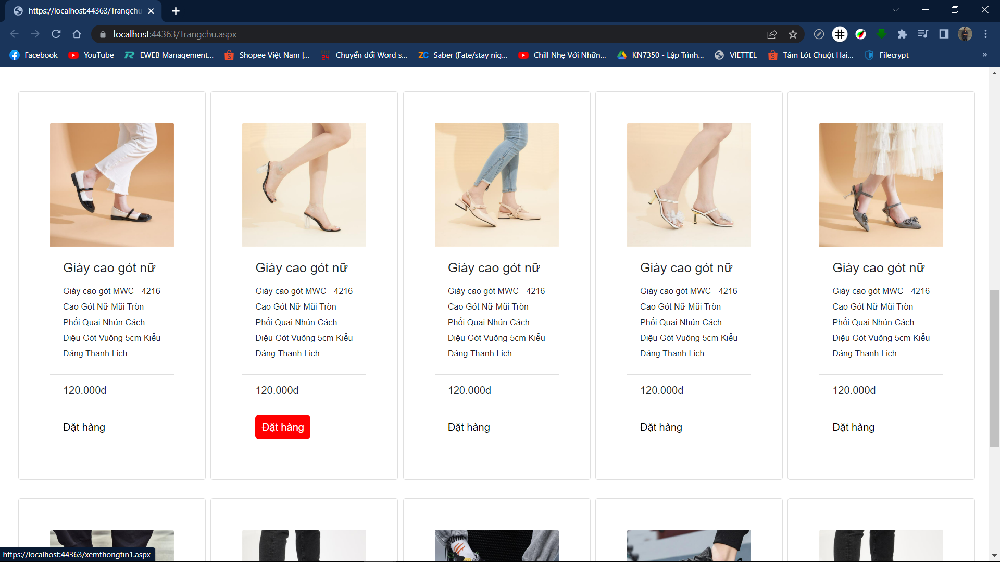 https://localhost:44363/Trangchu
localhost:44363/Trangchu.aspx
Facebook
YouTube
EWEB Management...
Shopee Việt Nam |...
Chuyển đổi Word s...
Saber (Fate/stay nig...
Chill Nhẹ Với Nhữn...
KN7350 - Lập Trình...
VIETTEL
Tấm Lót Chuột Hai...
Filecrypt
»
Giày cao gót nữ
Giày cao gót MWC - 4216
Cao Gót Nữ Mũi Tròn
Phối Quai Nhún Cách
Điệu Gót Vuông 5cm Kiểu
Dáng Thanh Lịch
120.000đ
Đặt hàng
Giày cao gót nữ
Giày cao gót MWC - 4216
Cao Gót Nữ Mũi Tròn
Phối Quai Nhún Cách
Điệu Gót Vuông 5cm Kiểu
Dáng Thanh Lịch
120.000đ
Đặt hàng
Giày cao gót nữ
Giày cao gót MWC - 4216
Cao Gót Nữ Mũi Tròn
Phối Quai Nhún Cách
Điệu Gót Vuông 5cm Kiểu
Dáng Thanh Lịch
120.000đ
Đặt hàng
Giày cao gót nữ
Giày cao gót MWC - 4216
Cao Gót Nữ Mũi Tròn
Phối Quai Nhún Cách
Điệu Gót Vuông 5cm Kiểu
Dáng Thanh Lịch
120.000đ
Đặt hàng
Giày cao gót nữ
Giày cao gót MWC - 4216
Cao Gót Nữ Mũi Tròn
Phối Quai Nhún Cách
Điệu Gót Vuông 5cm Kiểu
Dáng Thanh Lịch
120.000đ
Đặt hàng
https://localhost:44363/xemthongtin1.aspx